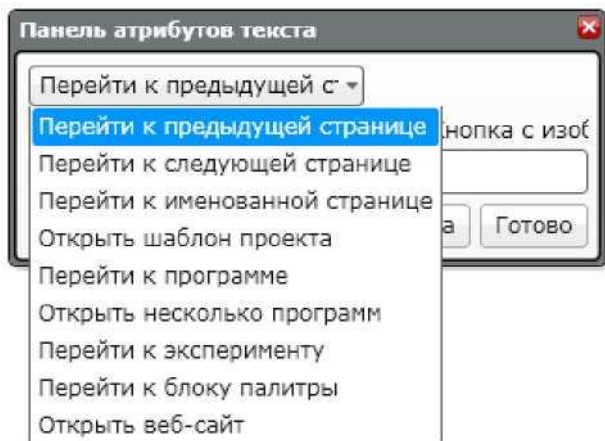 Панель атрибутов текста
Перейти к предыдущей
Перейти к предыдущей странице
с изоб
Перейти к следующей странице
Перейти к именованной странице
Открыть шаблон проекта
Готово
Перейти к программе
Открыть несколько программ
Перейти к эксперименту
Перейти к блоку палитры
Открыть веб-сайт